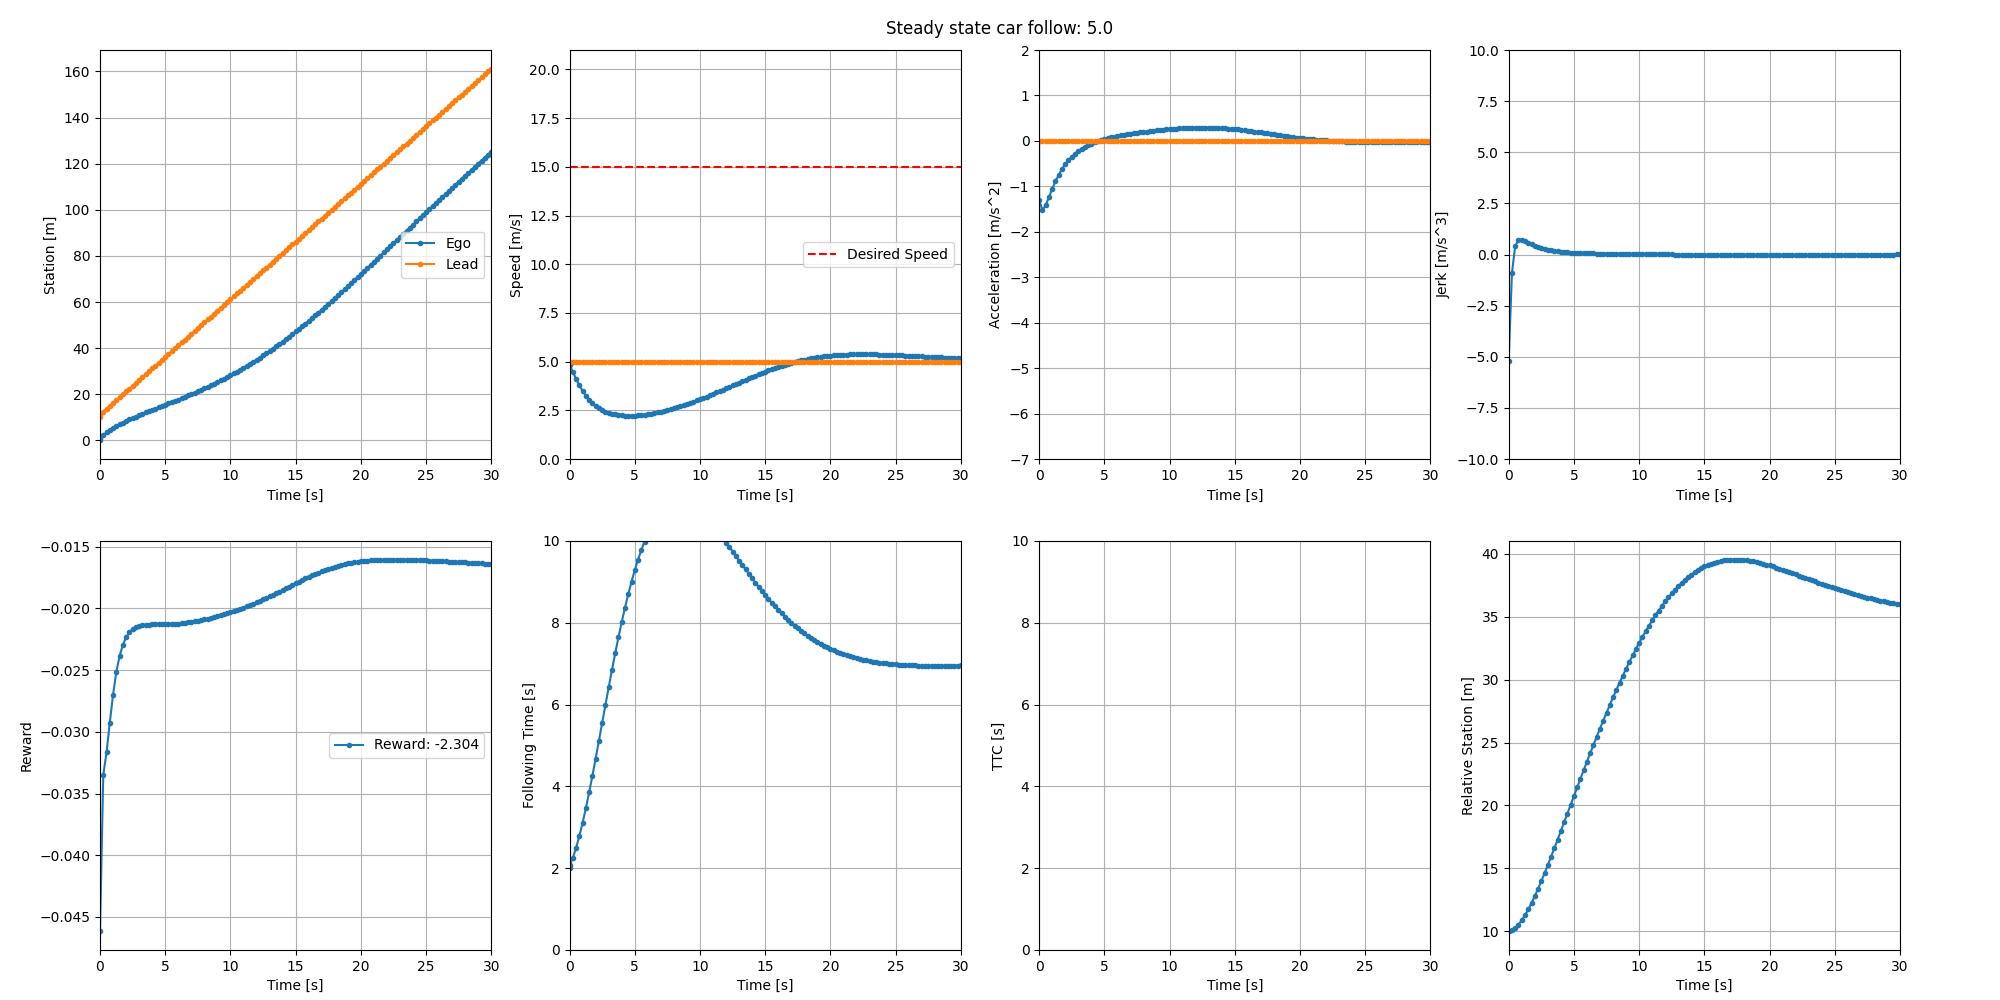 Steady state car follow: 5.0
Station [m]
160
140
120
100
80
60
40
20
0
Ego
Lead
0 5 10 15 20 25 30
Time [s]
Speed [m/s]
20.0
17.5
15.0
12.5
10.0
7.5
5.0
2.5
0.0
Desired Speed
0 5 10 15 20 25 30
Time [s]
Acceleration [m/s^2]
2
1
0
−1
−2
−3
−4
−5
−6
−7
0 5 10 15 20 25 30
Time [s]
Jerk [m/s^3]
10.0
7.5
5.0
2.5
0.0
−2.5
−5.0
−7.5
−10.0
0 5 10 15 20 25 30
Time [s]
Reward
−0.015
−0.020
−0.025
−0.030
−0.035
−0.040
−0.045
Reward: -2.304
0 5 10 15 20 25 30
Time [s]
Following Time [s]
10
8
6
4
2
0
0 5 10 15 20 25 30
Time [s]
TTC [s]
10
8
6
4
2
0
0 5 10 15 20 25 30
Time [s]
Relative Station [m]
40
35
30
25
20
15
10
0 5 10 15 20 25 30
Time [s]